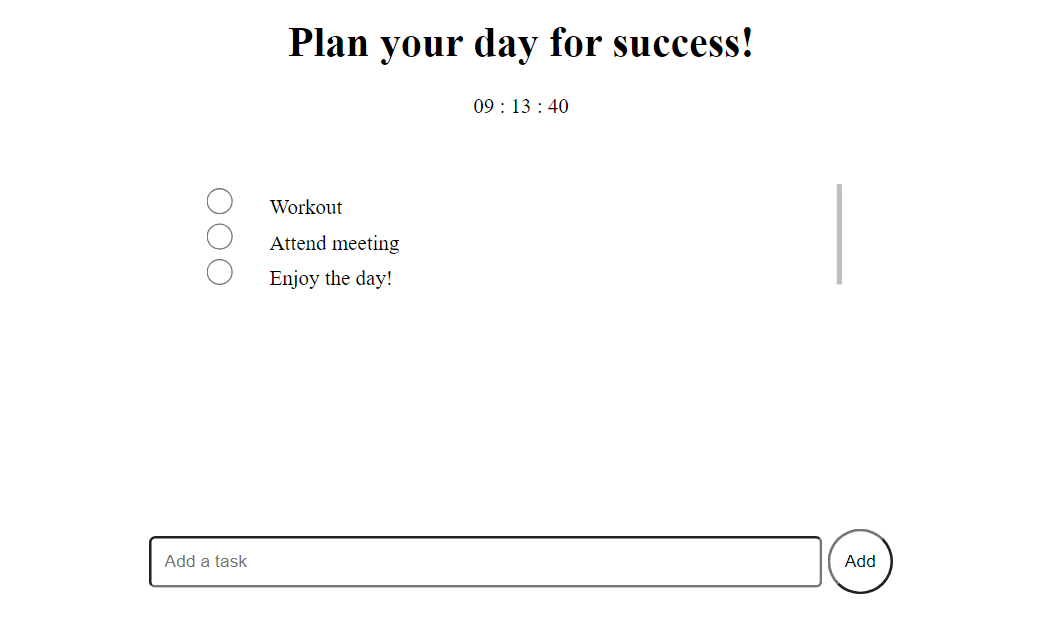 Plan your day for success!
09 : 13 : 40
Workout
Attend meeting
Enjoy the day!
Add a task
Add